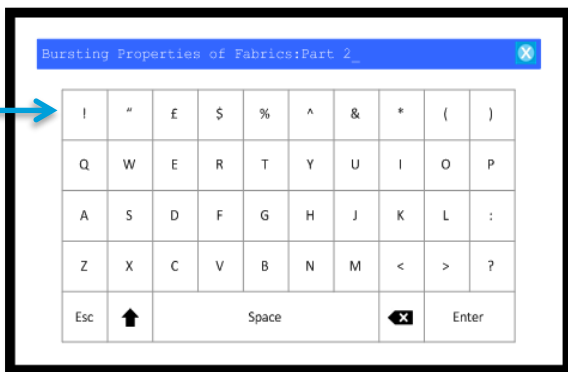 Bursting Properties of Fabrics:Part 2_
! " £ $ % ^ & * ( )
Q W E R T Y U I O P
A S D F G H J K L :
Z X C V B N M < > ?
Esc Space Enter